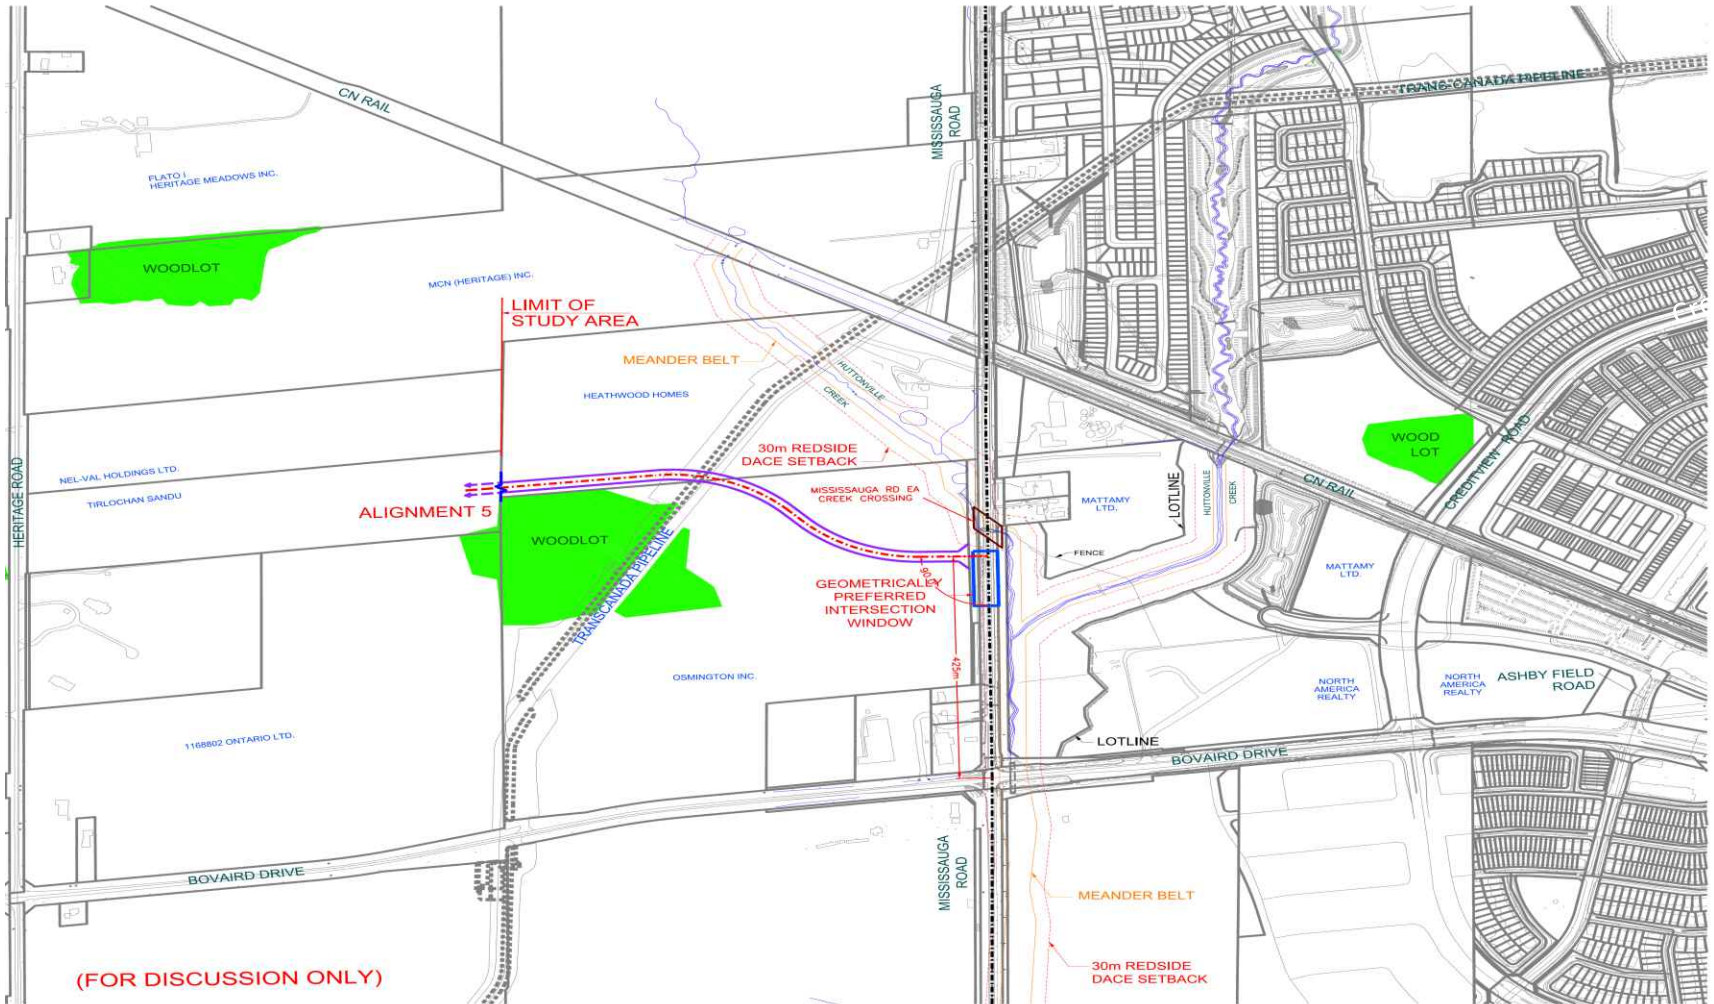 CN RAIL
MISSISSAUGA
ROAD
TRANS-CANADA PIPELINE
FLATO I
HERITAGE MEADOWS INC.
WOODLOT
MCN (HERITAGE) INC.
LIMIT OF
STUDY AREA
MEANDER BELT
HUTTONVILLE
CREEK
HEATHWOOD HOMES
30m REDSIDE
DACE SETBACK
WOOD
LOT
CREDITVIEW ROAD
HERITAGE ROAD
NEL-VAL HOLDINGS LTD.
TIRLOCHAN SANDU
ALIGNMENT 5
MISSISSAUGA RD EA
CREEK CROSSING
MATTAMY
LTD.
LOTLINE
HUTTONVILLE
CREEK
CN RAIL
WOODLOT
TRANSCANADA PIPELINE
FENCE
MATTAMY
LTD.
GEOMETRICALLY
PREFERRED
INTERSECTION
WINDOW
425m
OSMINGTON INC.
NORTH
AMERICA
REALTY
NORTH
AMERICA
REALTY
ASHBY FIELD
ROAD
1168802 ONTARIO LTD.
LOTLINE
BOVAIRD DRIVE
BOVAIRD DRIVE
MISSISSAUGA
ROAD
MEANDER BELT
30m REDSIDE
DACE SETBACK
(FOR DISCUSSION ONLY)